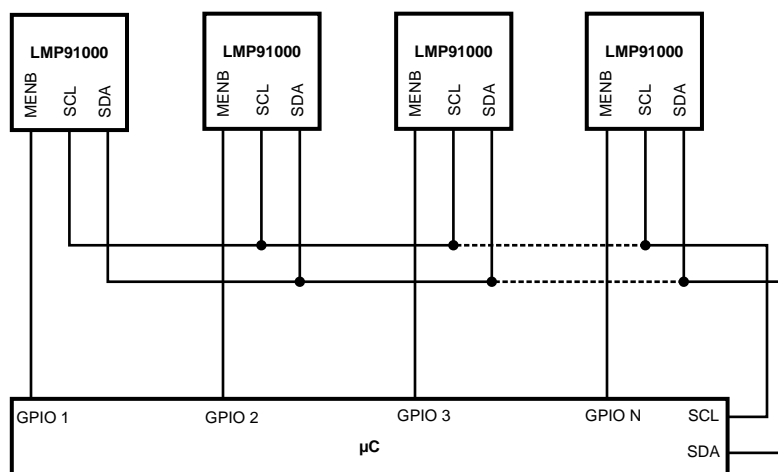 LMP91000
LMP91000
LMP91000
LMP91000
MENB
SCL
SDA
MENB
SCL
SDA
MENB
SCL
SDA
MENB
SCL
SDA
GPIO 1
GPIO 2
GPIO 3
GPIO N
SCL
µC
SDA